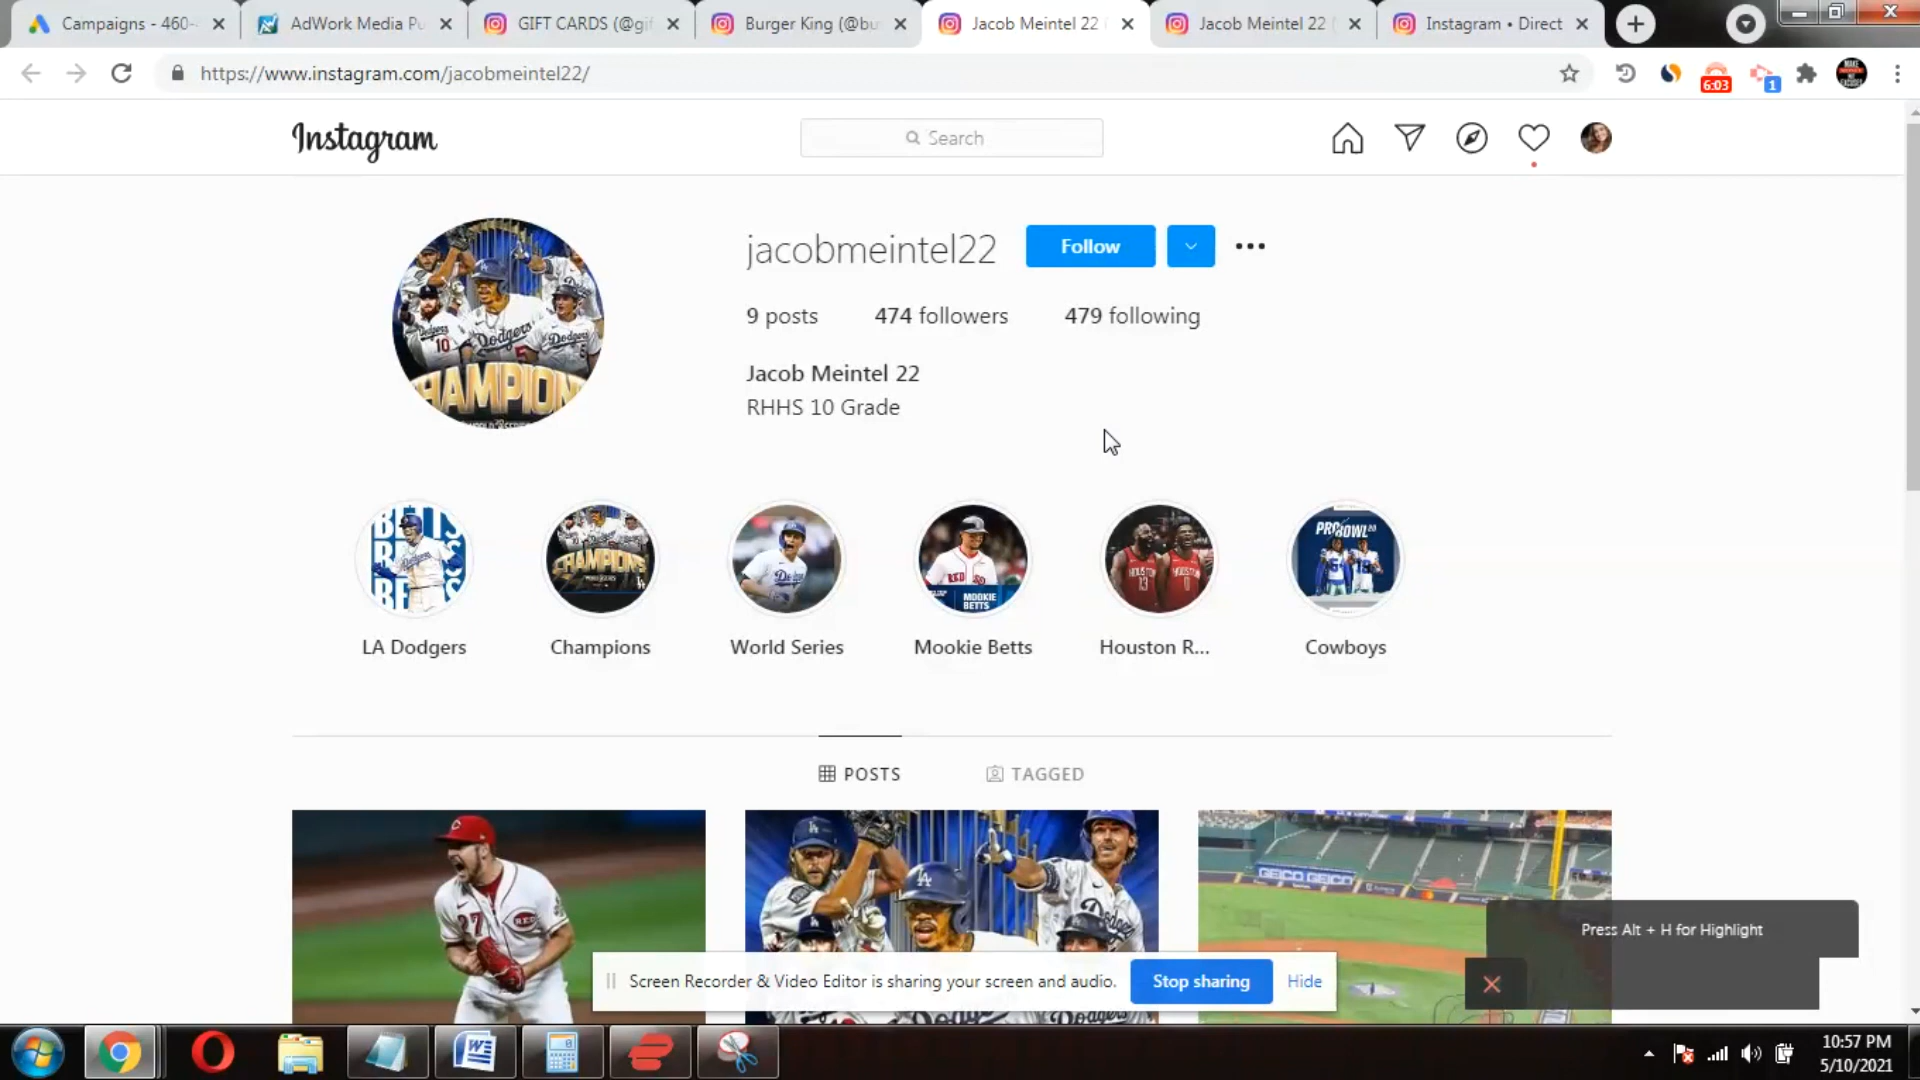 Campaigns - 460-
AdWork Media Pu
GIFT CARDS (@gif
Burger King (@bu
Jacob Meintel 22
Jacob Meintel 22
Instagram • Direct
https://www.instagram.com/jacobmeintel22/
6:03
1
Instagram
Search
jacobmeintel22
Follow
9 posts
474 followers
479 following
Jacob Meintel 22
RHHS 10 Grade
CHAMPION
LA Dodgers
Champions
World Series
Mookie Betts
Houston R...
Cowboys
POSTS
TAGGED
GEICO GEICO
Press Alt + H for Highlight
Screen Recorder & Video Editor is sharing your screen and audio.
Stop sharing
Hide
10:57 PM
5/10/2021